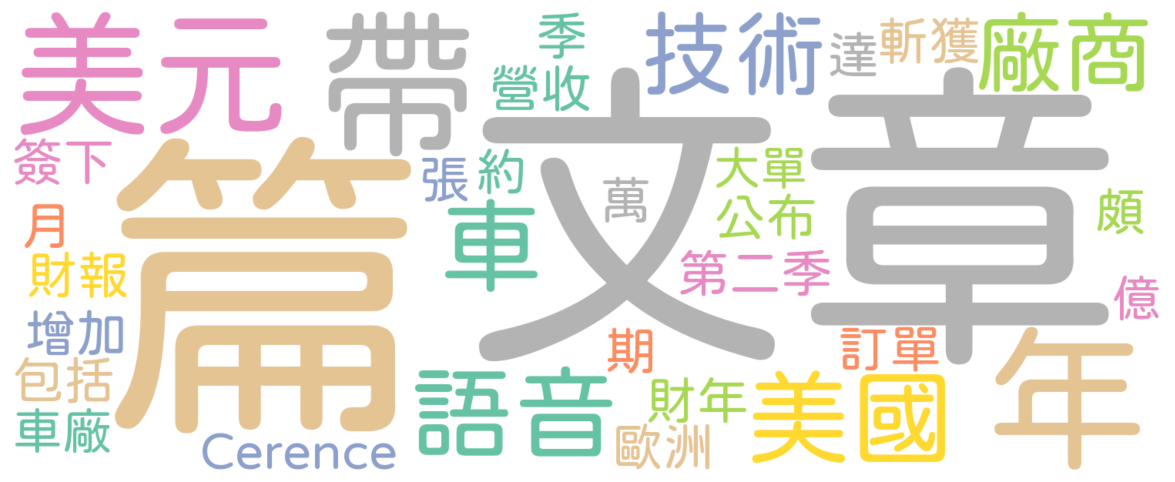 美元
帶
季
營收
技術
達
斬獲
廠商
簽下
篇
張
約
文章
萬
大單
公布
頗
月
車
第二季
財報
億
增加
期
訂單
年
包括
語音
財年
美國
車廠
Cerence
歐洲